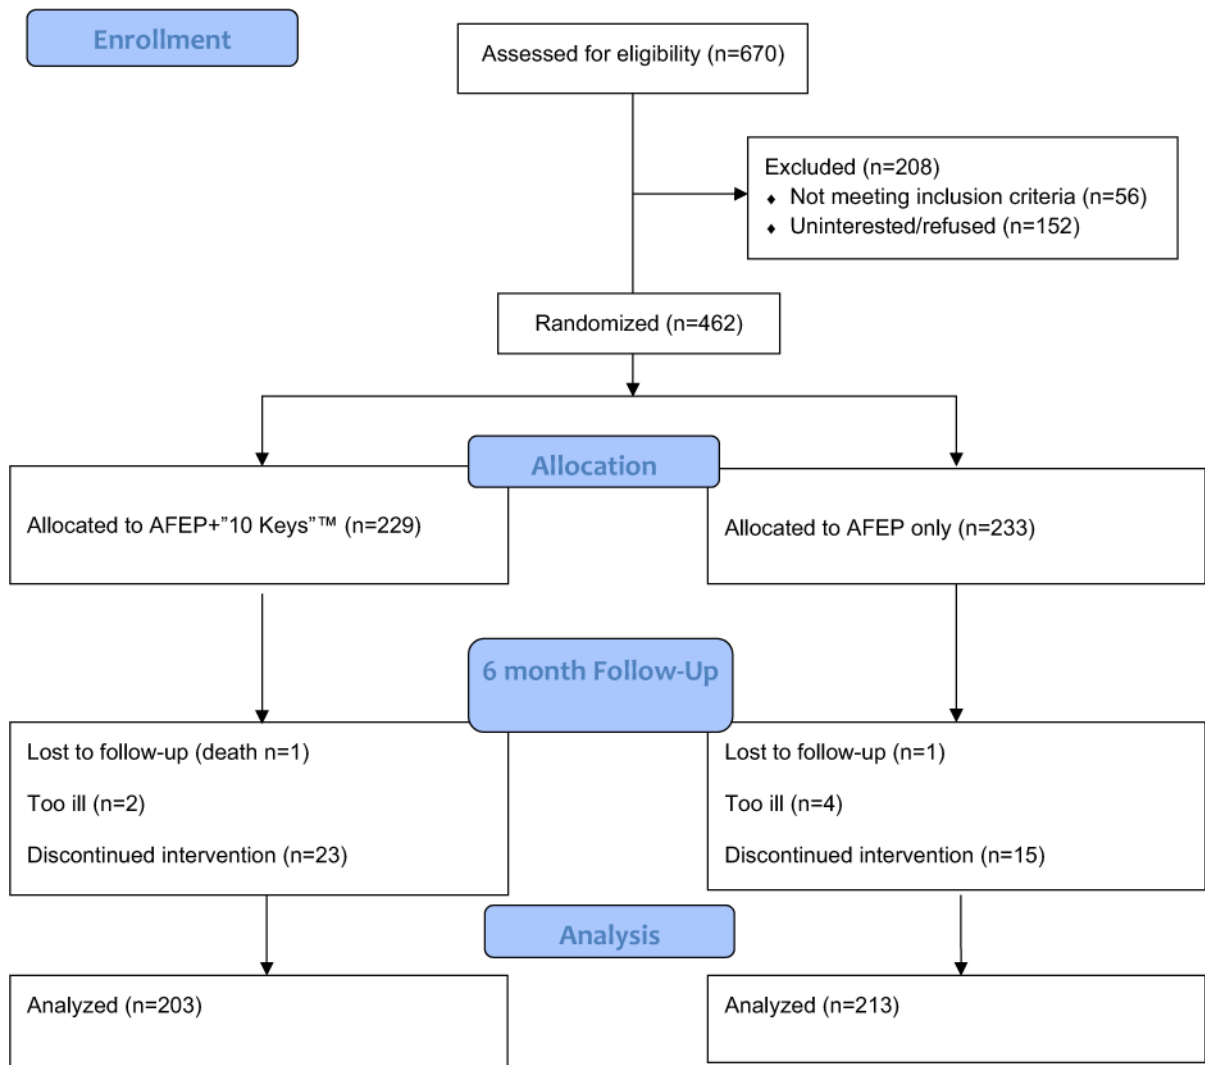 Enrollment
Assessed for eligibility (n=670)
Excluded (n=208)
♦ Not meeting inclusion criteria (n=56)
♦ Uninterested/refused (n=152)
Randomized (n=462)
Allocation
Allocated to AFEP+”10 Keys”™ (n=229)
Allocated to AFEP only (n=233)
6 month Follow-Up
Lost to follow-up (death n=1)
Too ill (n=2)
Discontinued intervention (n=23)
Lost to follow-up (n=1)
Too ill (n=4)
Discontinued intervention (n=15)
Analysis
Analyzed (n=203)
Analyzed (n=213)